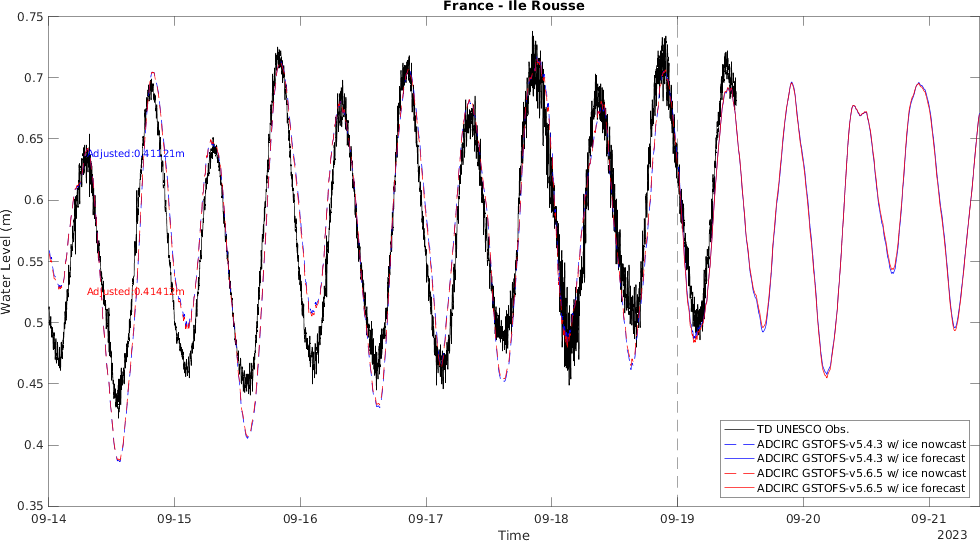 France - Ile Rousse
0.75
0.7
0.65
0.6
0.55
0.5
0.45
0.4
0.35
Water Level (m)
Adjusted:0.41121m
Adjusted:0.41412m
TD UNESCO Obs.
ADCIRC GSTOFS-v5.4.3 w/ ice nowcast
ADCIRC GSTOFS-v5.4.3 w/ ice forecast
ADCIRC GSTOFS-v5.6.5 w/ ice nowcast
ADCIRC GSTOFS-v5.6.5 w/ ice forecast
09-14 09-15 09-16 09-17 09-18 09-19 09-20 09-21
Time
2023